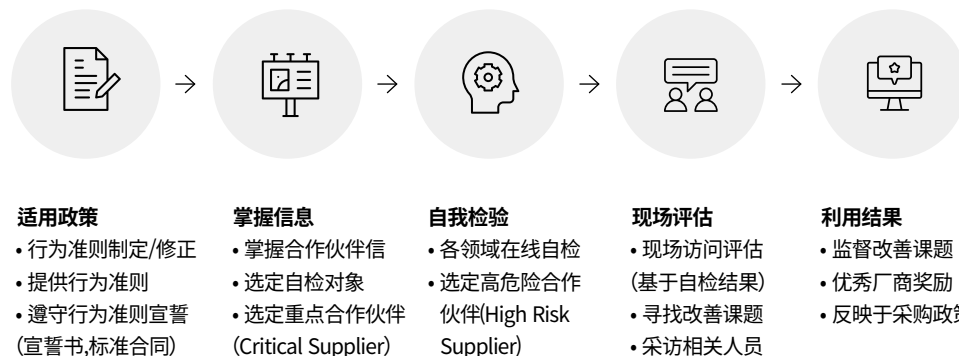 适用政策
• 行为准则制定/修正
• 提供行为准则
• 遵守行为准则宣誓
(宣誓书,标准合同)
掌握信息
• 掌握合作伙伴信
• 选定自检对象
• 选定重点合作伙伴
(Critical Supplier)
自我检验
• 各领域在线自检
• 选定高危险合作
伙伴(High Risk
Supplier)
现场评估
• 现场访问评估
(基于自检结果)
• 寻找改善课题
• 采访相关人员
利用结果
• 监督改善课题
• 优秀厂商奖励
• 反映于采购政策